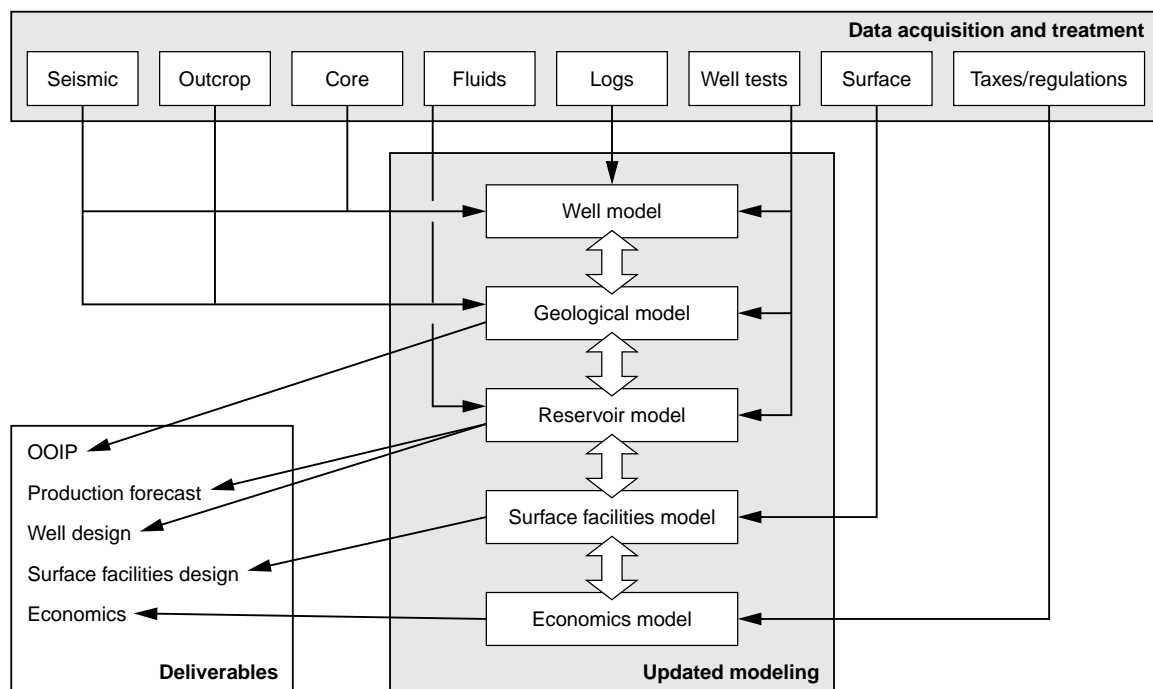 Data acquisition and treatment
Seismic
Outcrop
Core
Fluids
Logs
Well tests
Surface
Taxes/regulations
Well model
Geological model
Reservoir model
Surface facilities model
Economics model
Updated modeling
OOIP
Production forecast
Well design
Surface facilities design
Economics
Deliverables